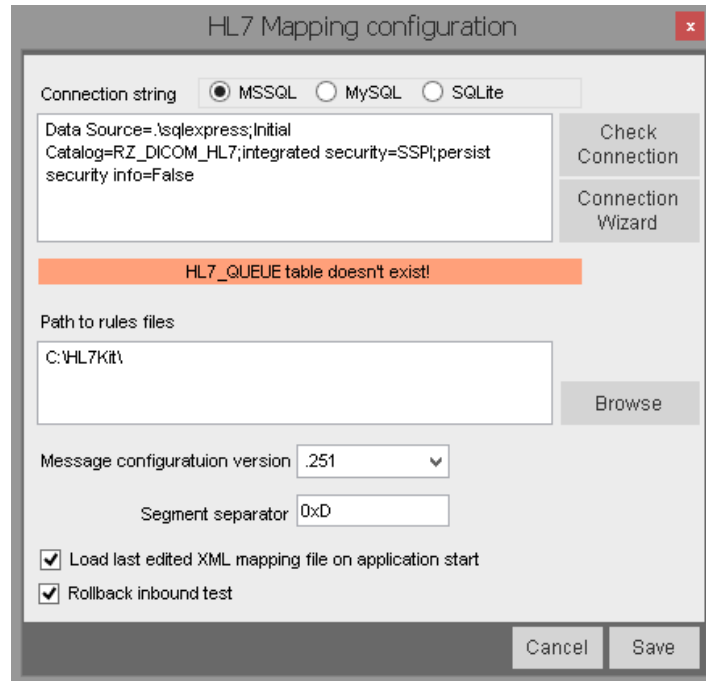 HL7 Mapping configuration
x
Connection string MSSQL MySQL SQLite
Data Source=.\sqlexpress;Initial
Catalog=RZ_DICOM_HL7;integrated security=SSPI;persist
security info=False
Check
Connection
Connection
Wizard
HL7_QUEUE table doesn't exist!
Path to rules files
C:\HL7Kit\
Browse
Message configuratuion version .251
Segment separator 0xD
Load last edited XML mapping file on application start
Rollback inbound test
Cancel Save